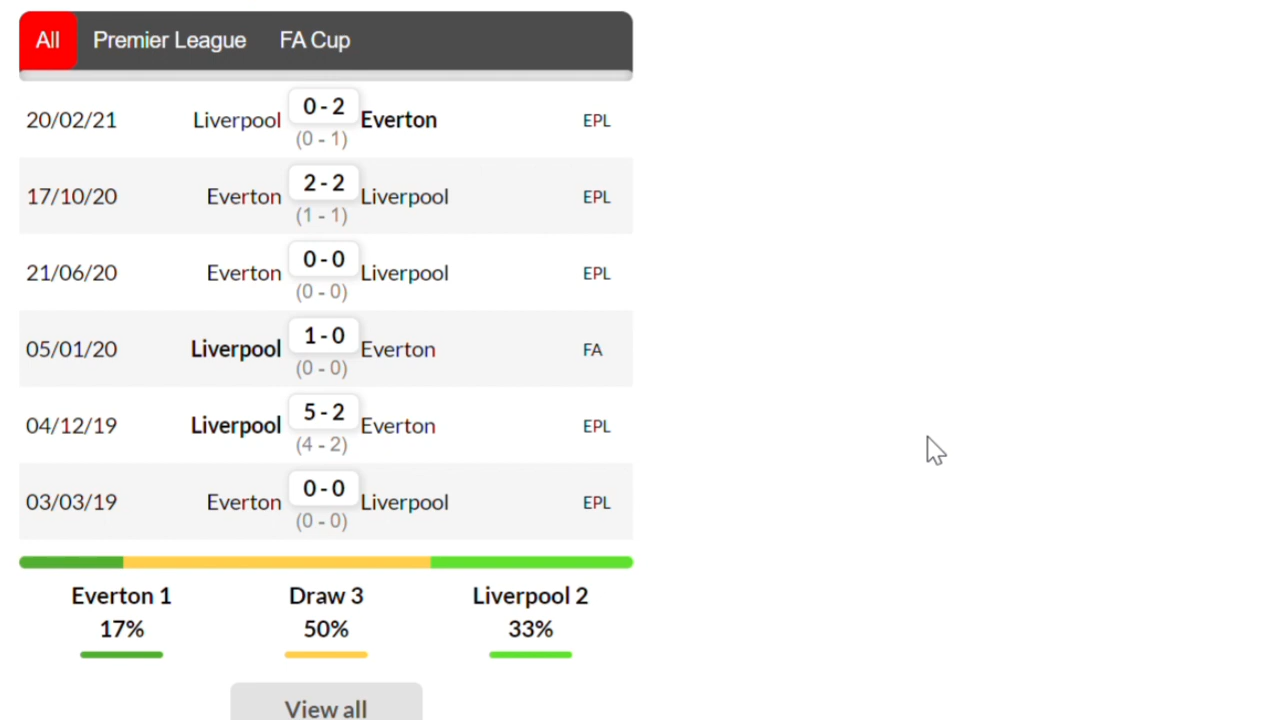 All Premier League FA Cup
20/02/21 Liverpool 0 - 2 Everton EPL
(0 - 1)
17/10/20 Everton 2 - 2 Liverpool EPL
(1 - 1)
21/06/20 Everton 0 - 0 Liverpool EPL
(0 - 0)
05/01/20 Liverpool 1 - 0 Everton FA
(0 - 0)
04/12/19 Liverpool 5 - 2 Everton EPL
(4 - 2)
03/03/19 Everton 0 - 0 Liverpool EPL
(0 - 0)
Everton 1 Draw 3 Liverpool 2
17% 50% 33%
View all